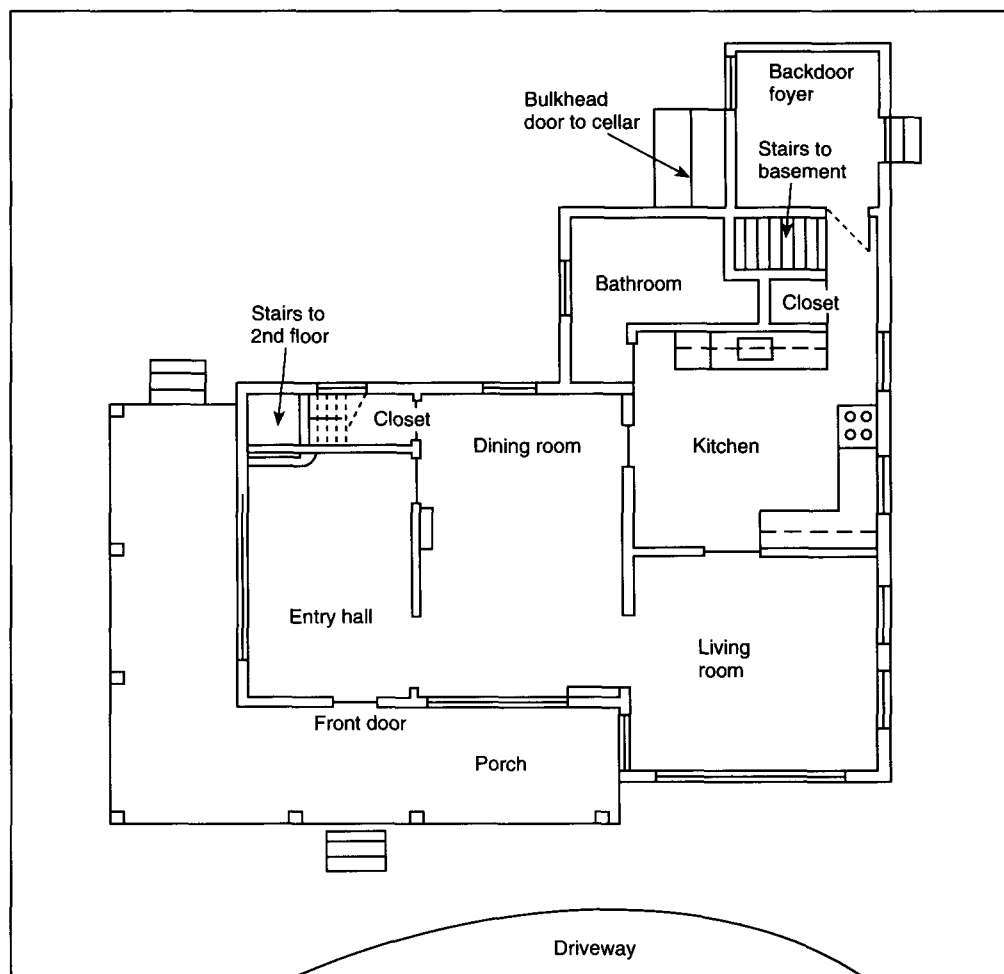 Backdoor
foyer
Bulkhead
door to cellar
Stairs to
basement
Bathroom
Closet
Stairs to
2nd floor
Closet
Dining room
Kitchen
Entry hall
Living
room
Front door
Porch
Driveway